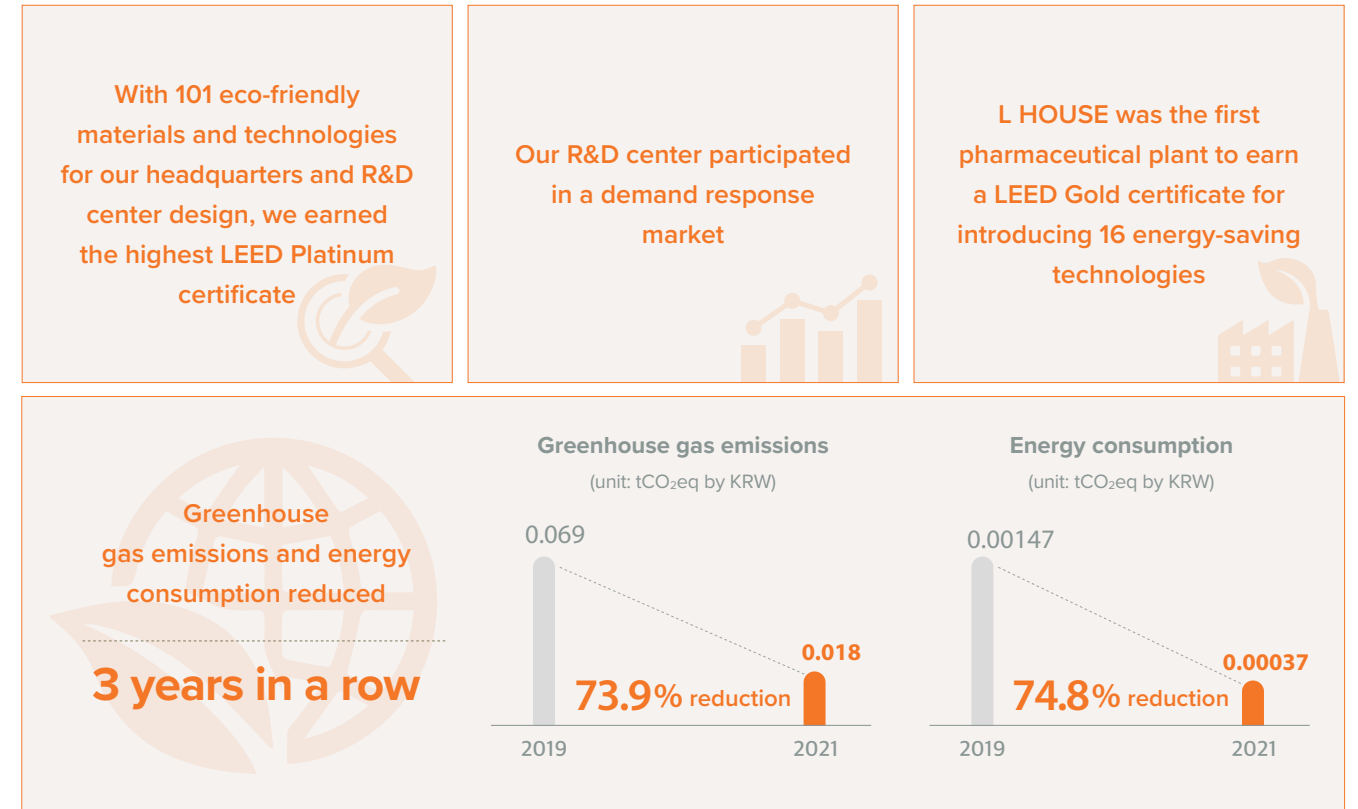 With 101 eco-friendly
materials and technologies
for our headquarters and R&D
center design, we earned
the highest LEED Platinum
certificate
Our R&D center participated
in a demand response
market
L HOUSE was the first
pharmaceutical plant to earn
a LEED Gold certificate for
introducing 16 energy-saving
technologies
Greenhouse
gas emissions and energy
consumption reduced
3 years in a row
Greenhouse gas emissions
(unit: tCO₂eq by KRW)
0.069
0.018
73.9% reduction
2019
2021
Energy consumption
(unit: tCO₂eq by KRW)
0.00147
0.00037
74.8% reduction
2019
2021